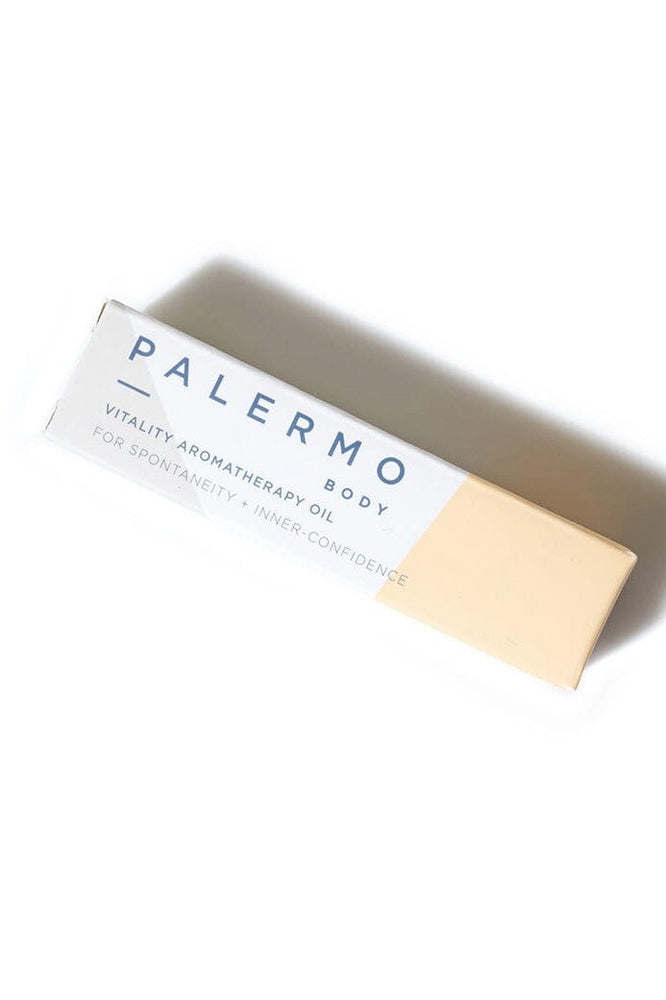 PALERMO
BODY
VITALITY AROMATHERAPY OIL
FOR SPONTANEITY + INNER-CONFIDENCE